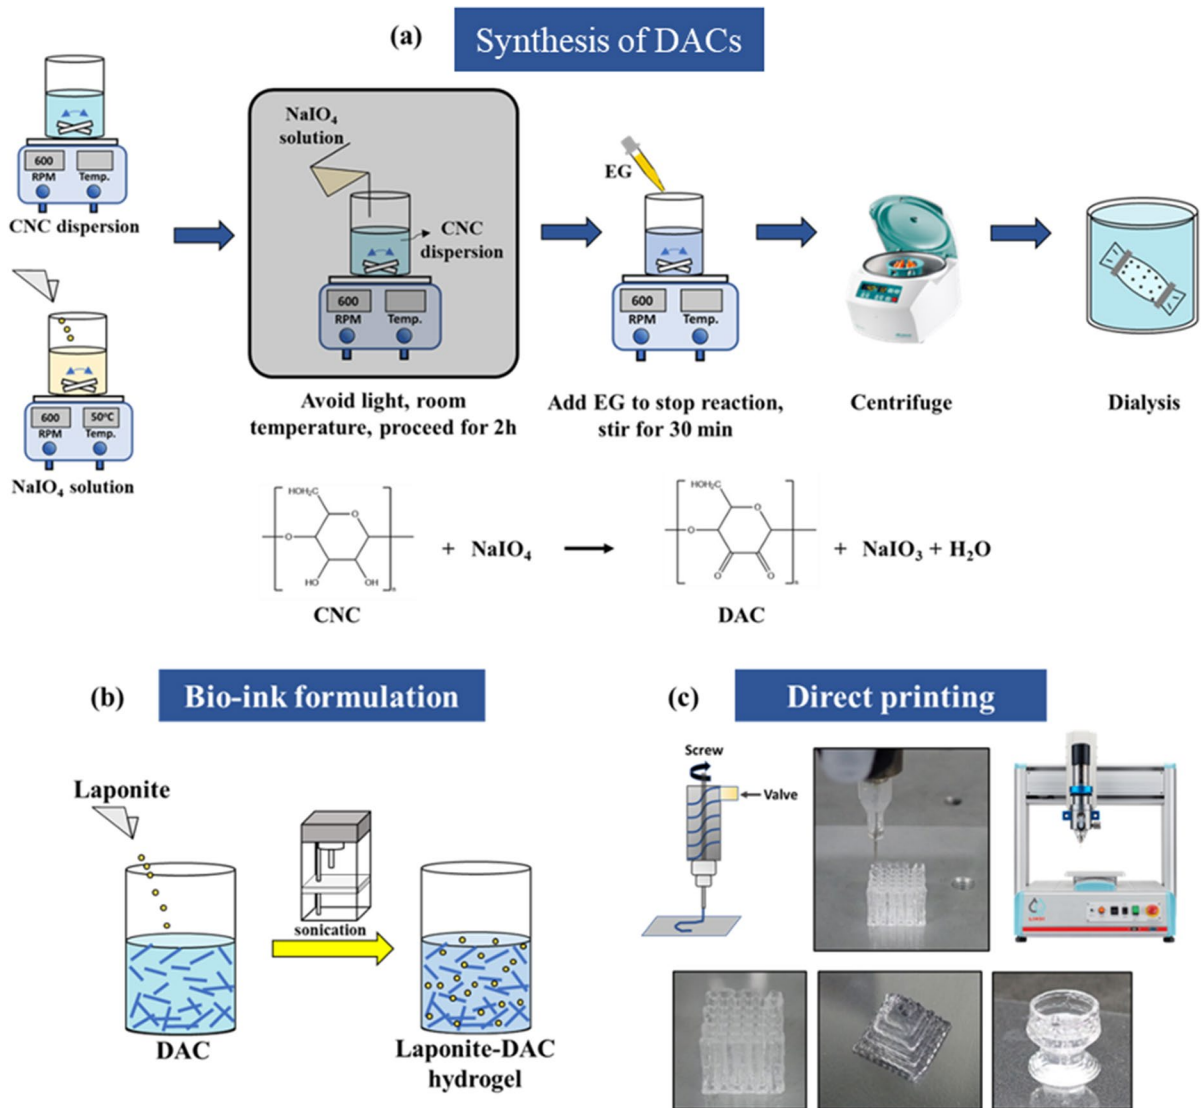 (a)
Synthesis of DACs
600
RPM
Temp.
CNC dispersion
600
50°C
RPM
Temp.
NaIO₄ solution
NaIO₄
solution
CNC
dispersion
600
RPM
Temp.
Avoid light, room
temperature, proceed for 2h
EG
600
RPM
Temp.
Add EG to stop reaction,
stir for 30 min
Centrifuge
Dialysis
HOH₂C
O
O
HO
OH
n
CNC
+ NaIO₄
HOH₂C
O
O
O
O
n
DAC
+ NaIO₃ + H₂O
(b)
Bio-ink formulation
Laponite
sonication
DAC
Laponite-DAC
hydrogel
(c)
Direct printing
Screw
Valve